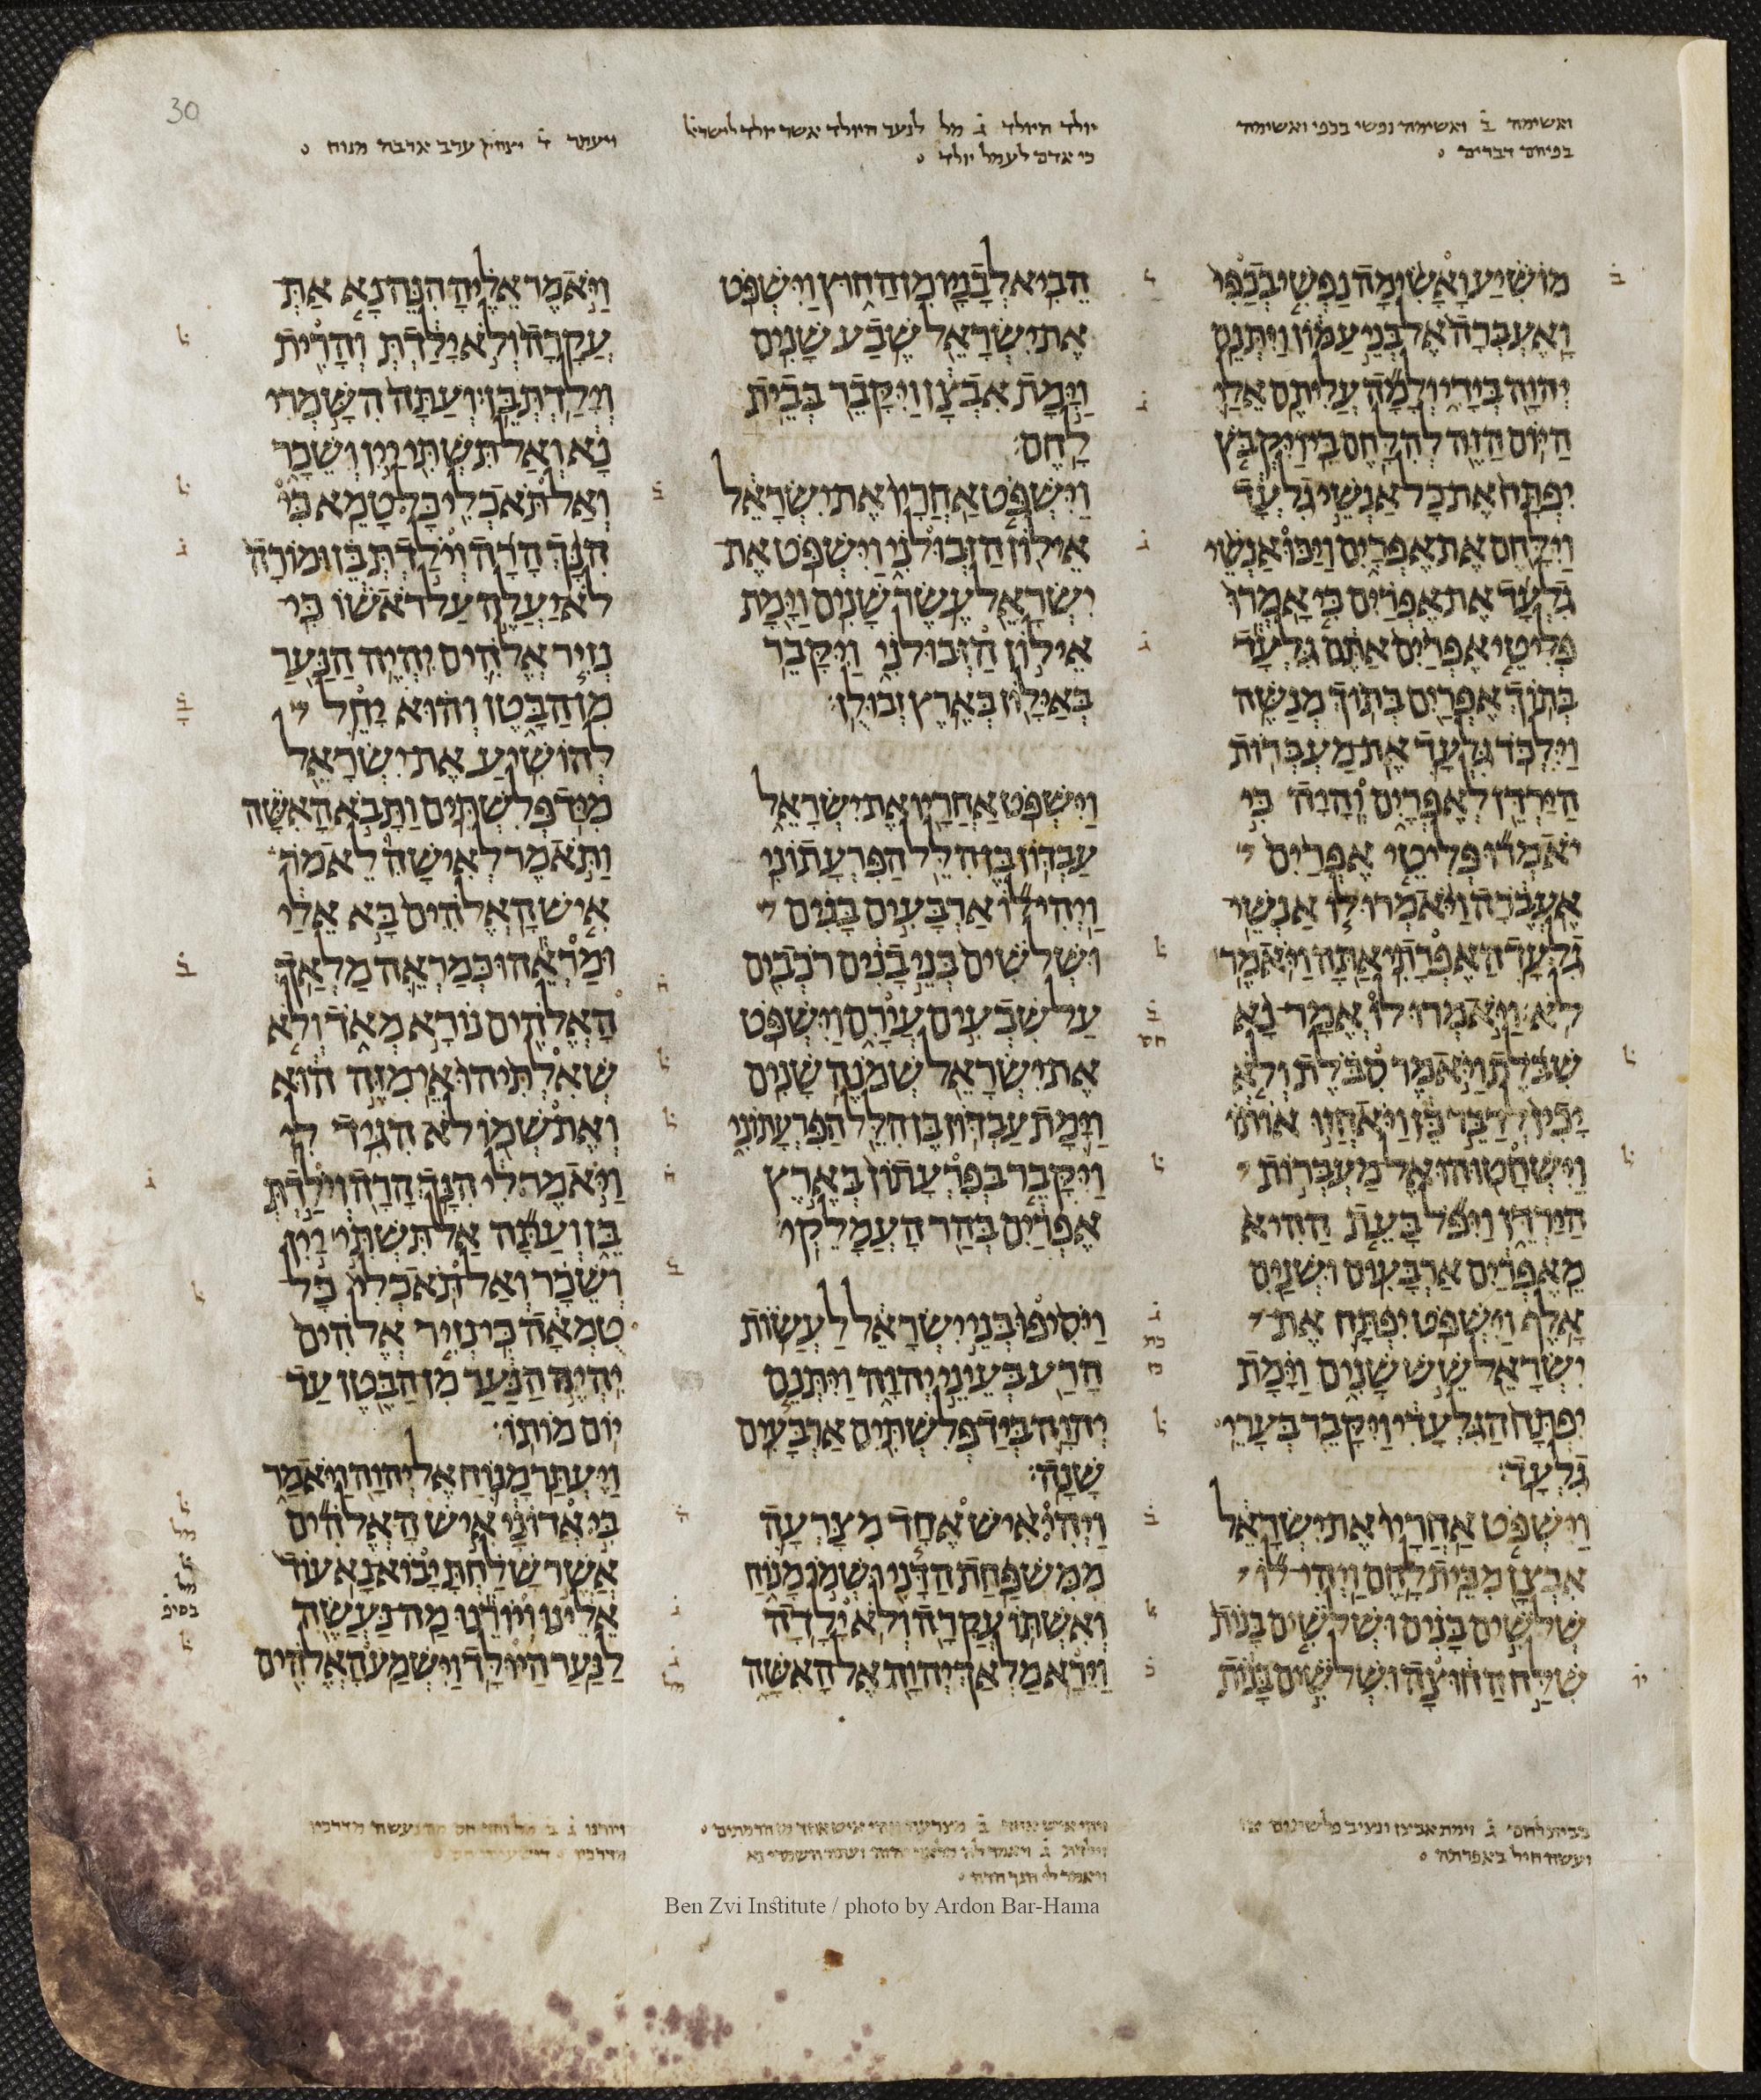 30
ואשימה ב ואשימה נפשי בכפי ואשימה
בפיהם דברים
יולד היולד ג מל לנער היולד אשר יולד לישראל
כי אדם לעמל יולד
ויעתר ד יצחק ערב ארבה מנוח
מושיע ואשימה נפשי בכפי
ואעברה אל בני עמון ויתנם
יהוה בידי ולמה עליתם אלי
היום הזה להלחם בי ויקבץ
יפתח את כל אנשי גלעד
וילחם את אפרים ויכו אנשי
גלעד את אפרים כי אמרו
פליטי אפרים אתם גלעד
בתוך אפרים בתוך מנשה
וילכד גלעד את מעברות
הירדן לאפרים והיה כי
יאמרו פליטי אפרים
אעברה ויאמרו לו אנשי
גלעד האפרתי אתה ויאמר
לא ויאמרו לו אמר נא
שבלת ויאמר סבלת ולא
יכין לדבר כן ויאחזו אותו
וישחטוהו אל מעברות
הירדן ויפל בעת ההיא
מאפרים ארבעים ושנים
אלף וישפט יפתח את
ישראל שש שנים וימת
יפתח הגלעדי ויקבר בערי
גלעד׃
וישפט אחריו את ישראל
אבצן מבית לחם ויהי לו
שלשים בנים ושלשים בנות
שלח החוצה ושלשים בנות
הביא לבניו מן החוץ וישפט
את ישראל שבע שנים
וימת אבצן ויקבר בבית
לחם׃
וישפט אחריו את ישראל
אילון הזבולני וישפט את
ישראל עשר שנים וימת
אילון הזבולני ויקבר
באילון בארץ זבולן׃
וישפט אחריו את ישראל
עבדון בן הלל הפרעתוני
ויהי לו ארבעים בנים
ושלשים בני בנים רכבים
על שבעים עירם וישפט
את ישראל שמנה שנים
וימת עבדון בן הלל הפרעתוני
ויקבר בפרעתון בארץ
אפרים בהר העמלקי
ויסיפו בני ישראל לעשות
הרע בעיני יהוה ויתנם
יהוה ביד פלשתים ארבעים
שנה׃
ויהי איש אחד מצרעה
ממשפחת הדני ושמו מנוח
ואשתו עקרה ולא ילדה
וירא מלאך יהוה אל האשה
ויאמר אליה הנה נא את
עקרה ולא ילדת והרית
וילדת בן ועתה השמרי
נא ואל תשתי יין ושכר
ואל תאכלי כל טמא כי
הנך הרה וילדת בן ומורה
לא יעלה על ראשו כי
נזיר אלהים יהיה הנער
מן הבטן והוא יחל
להושיע את ישראל
מיד פלשתים ותבא האשה
ותאמר לאישה לאמר
איש האלהים בא אלי
ומראהו כמראה מלאך
האלהים נורא מאד ולא
שאלתיהו אי מזה הוא
ואת שמו לא הגיד לי
ויאמר לי הנך הרה וילדת
בן ועתה אל תשתי יין
ושכר ואל תאכלי כל
טמאה כי נזיר אלהים
יהיה הנער מן הבטן עד
יום מותו׃
ויעתר מנוח אל יהוה ויאמר
בי אדוני איש האלהים
אשר שלחת יבוא נא עוד
אלינו ויורנו מה נעשה
לנער היולד וישמע האלהים
בבית לחם ג וימת אבצן ונציב פלשתים
ועשה חיל באפרתה
Ben Zvi Institute / photo by Ardon Bar-Hama